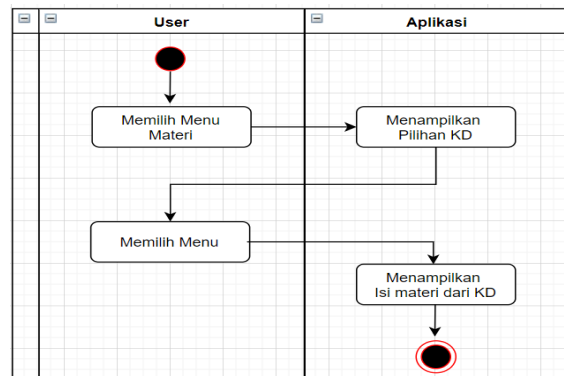 User
Aplikasi
Memilih Menu
Materi
Menampilkan
Pilihan KD
Memilih Menu
Menampilkan
Isi materi dari KD